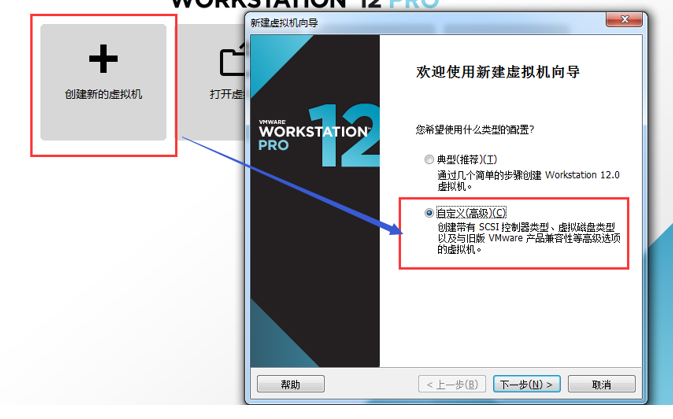 WORKSTATION 12 PRO
新建虚拟机向导
创建新的虚拟机
打开虚
VMWARE
WORKSTATION
PRO
12
欢迎使用新建虚拟机向导
您希望使用什么类型的配置?
典型(推荐)(T)
通过几个简单的步骤创建 Workstation 12.0
虚拟机。
自定义(高级)(C)
创建带有 SCSI 控制器类型、虚拟磁盘类型
以及与旧版 VMware 产品兼容性等高级选项
的虚拟机。
帮助
< 上一步(B)
下一步(N) >
取消